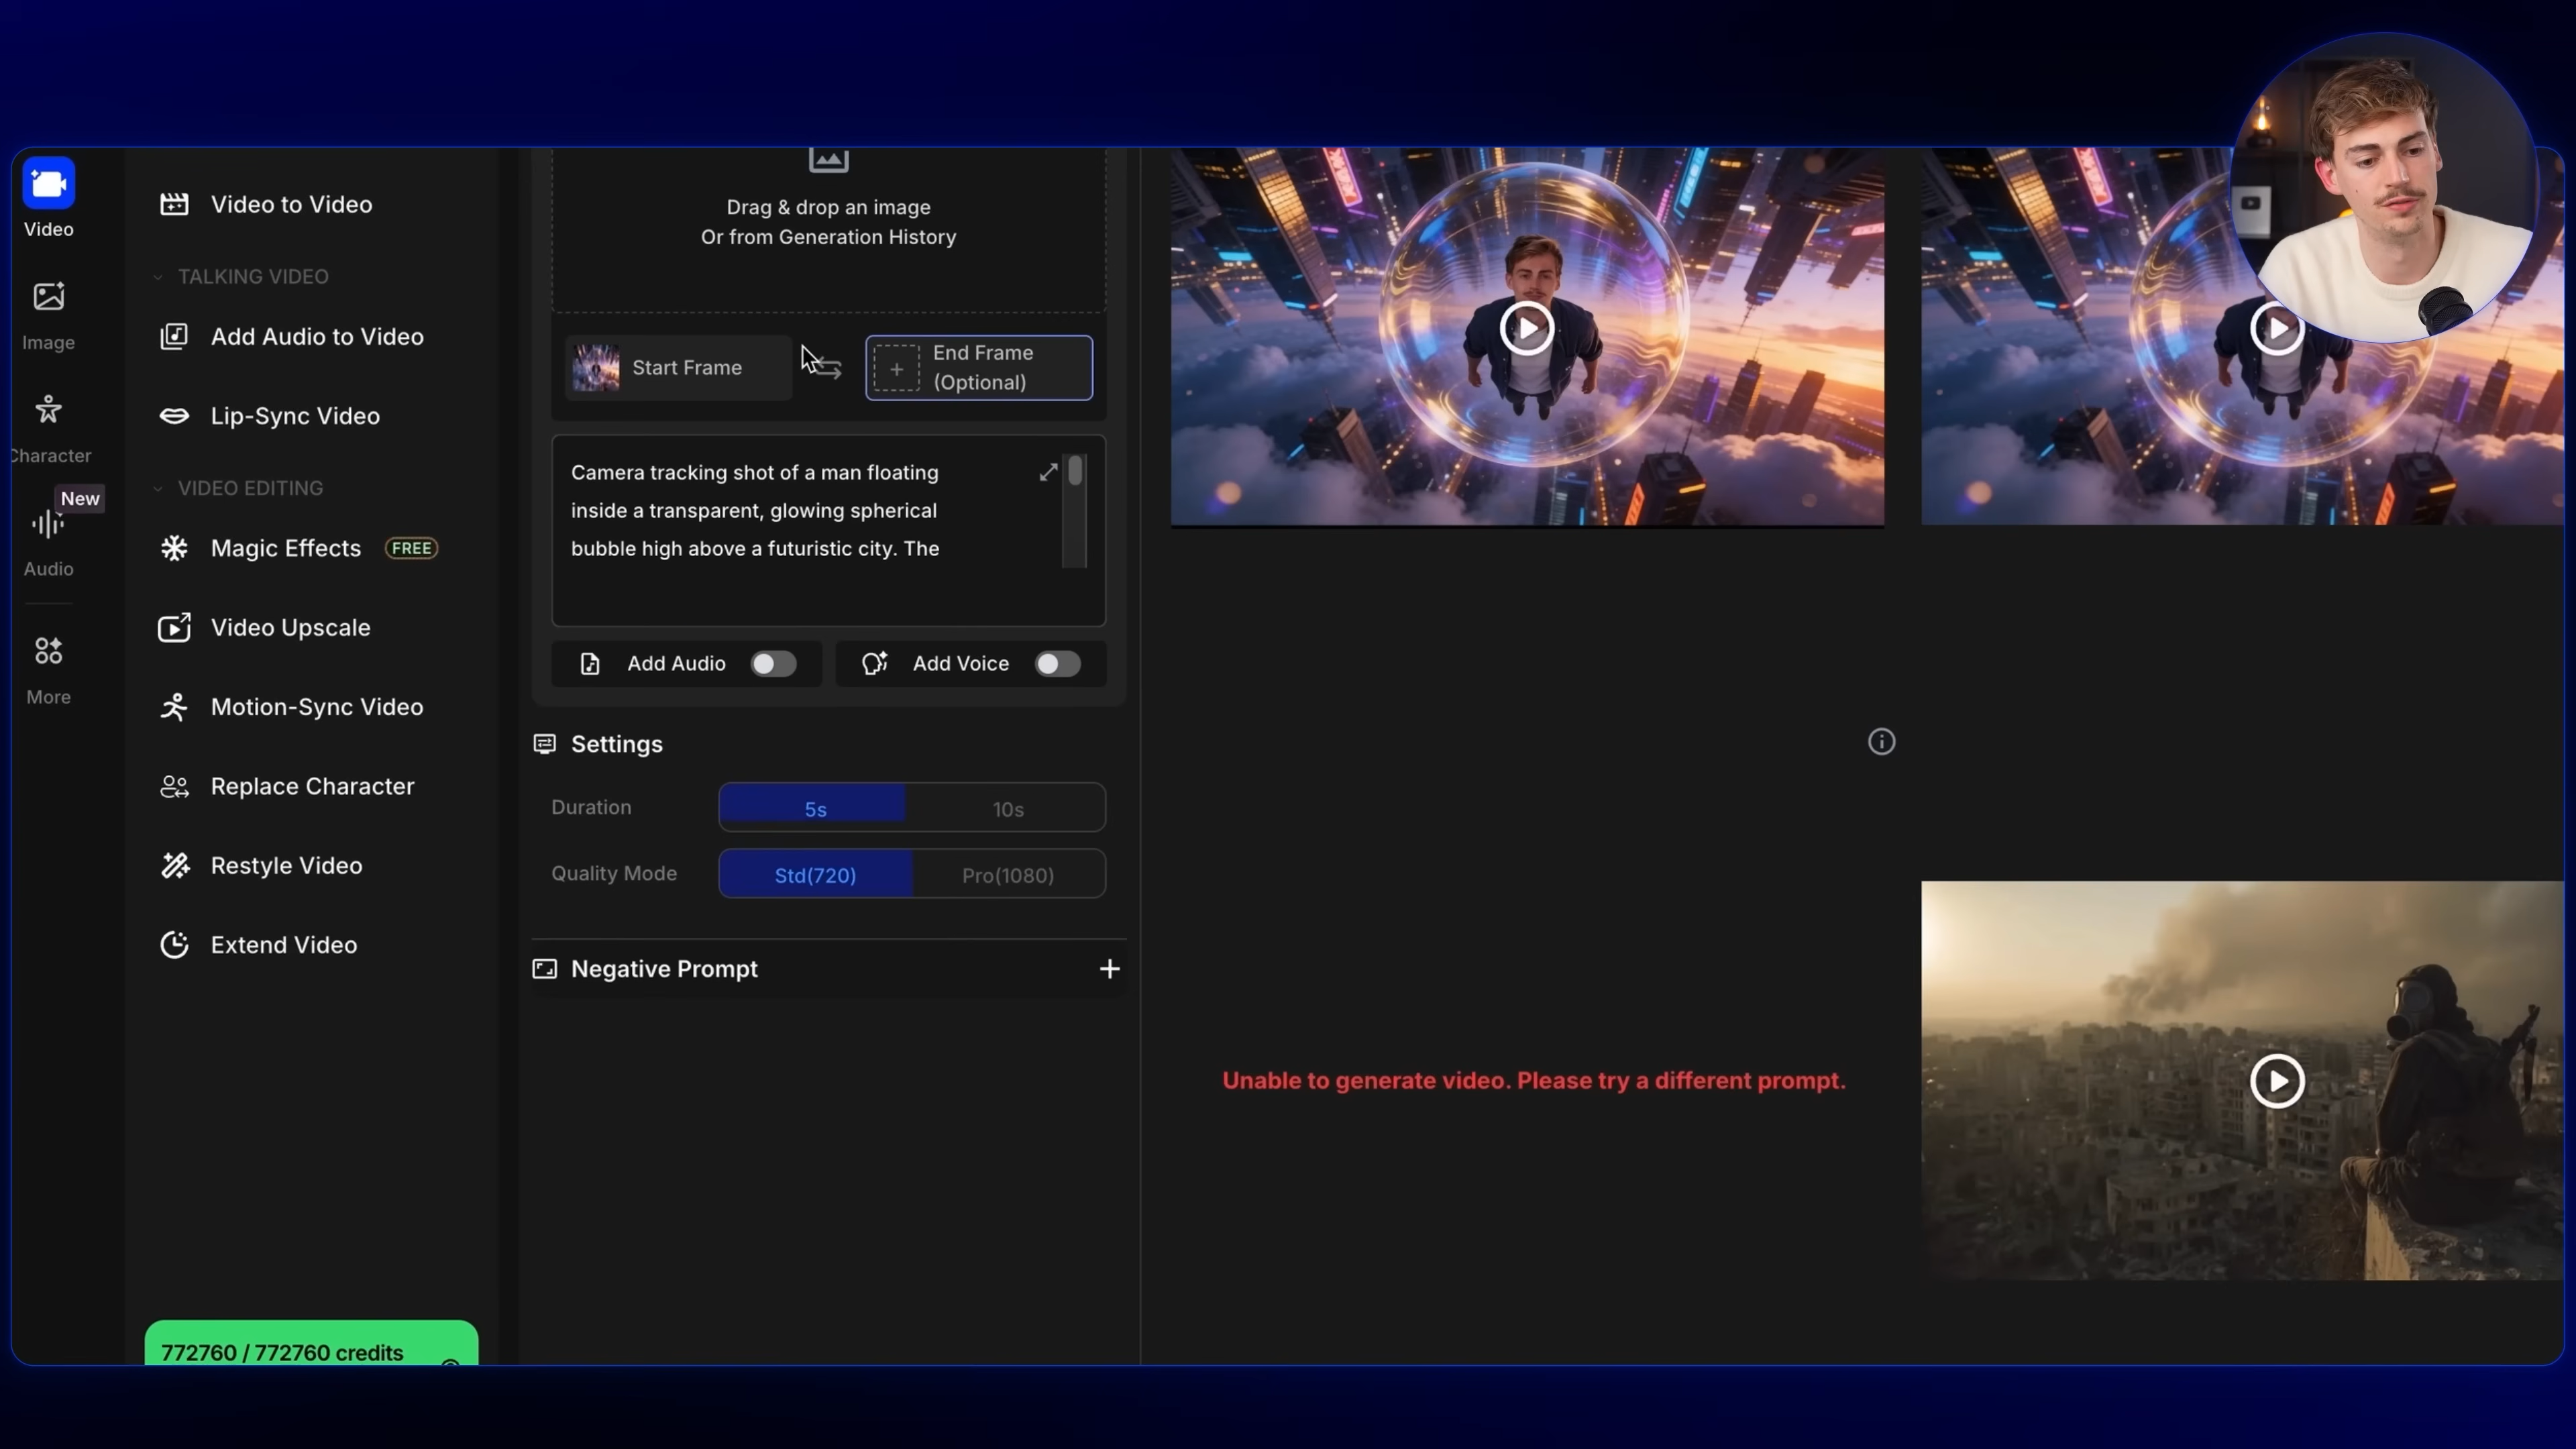 Video
Image
Character
New
Audio
More
Video to Video
TALKING VIDEO
Add Audio to Video
Lip-Sync Video
VIDEO EDITING
Magic Effects FREE
Video Upscale
Motion-Sync Video
Replace Character
Restyle Video
Extend Video
772760 / 772760 credits
Drag & drop an image
Or from Generation History
Start Frame
End Frame
(Optional)
Camera tracking shot of a man floating
inside a transparent, glowing spherical
bubble high above a futuristic city. The
Add Audio
Add Voice
Settings
Duration 5s 10s
Quality Mode Std(720) Pro(1080)
Negative Prompt
Unable to generate video. Please try a different prompt.